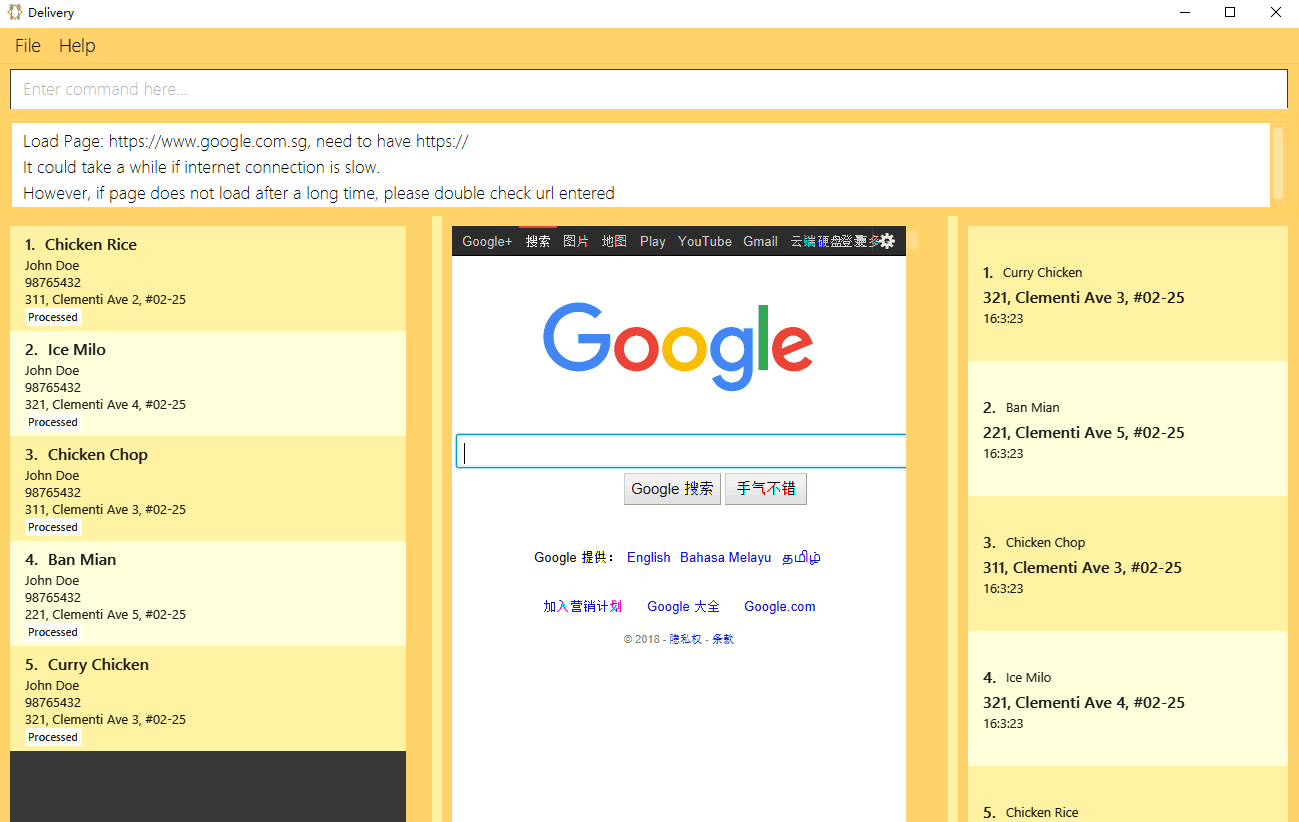 Delivery
File Help
Enter command here...
Load Page: https://www.google.com.sg, need to have https://
It could take a while if internet connection is slow.
However, if page does not load after a long time, please double check url entered
1. Chicken Rice
John Doe
98765432
311, Clementi Ave 2, #02-25
Processed
2. Ice Milo
John Doe
98765432
321, Clementi Ave 4, #02-25
Processed
3. Chicken Chop
John Doe
98765432
311, Clementi Ave 3, #02-25
Processed
4. Ban Mian
John Doe
98765432
221, Clementi Ave 5, #02-25
Processed
5. Curry Chicken
John Doe
98765432
321, Clementi Ave 3, #02-25
Processed
Google+ 搜索 图片 地图 Play YouTube Gmail 云端硬盘
Google
Google 搜索 手气不错
Google 提供： English Bahasa Melayu தமிழ்
加入营销计划 Google 大全 Google.com
© 2018 - 隐私权 - 条款
1. Curry Chicken
321, Clementi Ave 3, #02-25
16:3:23
2. Ban Mian
221, Clementi Ave 5, #02-25
16:3:23
3. Chicken Chop
311, Clementi Ave 3, #02-25
16:3:23
4. Ice Milo
321, Clementi Ave 4, #02-25
16:3:23
5. Chicken Rice